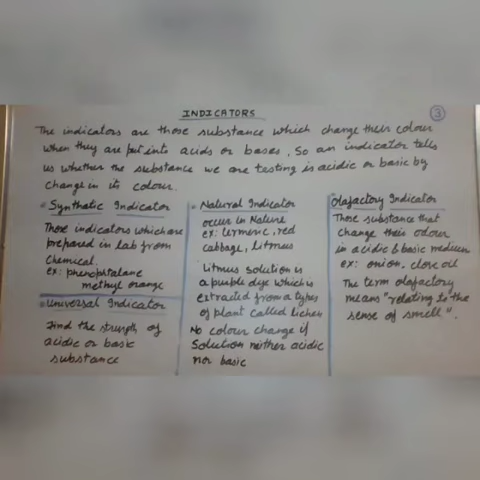 INDICATORS
3
The indicators are those substance which change their colour
when they are put into acids or bases. So an indicator tells
us whether the substance we are testing is acidic or basic by
change in its colour.
Synthatic Indicator
Those indicators which are
prepared in lab from
Chemical.
ex: phenophtalane
methyl orange
Universal Indicator
Find the strength of
acidic or basic
substance
Natural Indicator
occur in Nature
ex: termeric, red
cabbage, Litmus
Litmus solution is
a purple dye which is
extracted from a types
of plant called lichen
No colour change if
Solution neither acidic
nor basic
Olafactory Indicator
Those substance that
change their odour
in acidic & basic medium
ex: onion, clove oil
The term olafactory
means "relating to the
sense of smell".